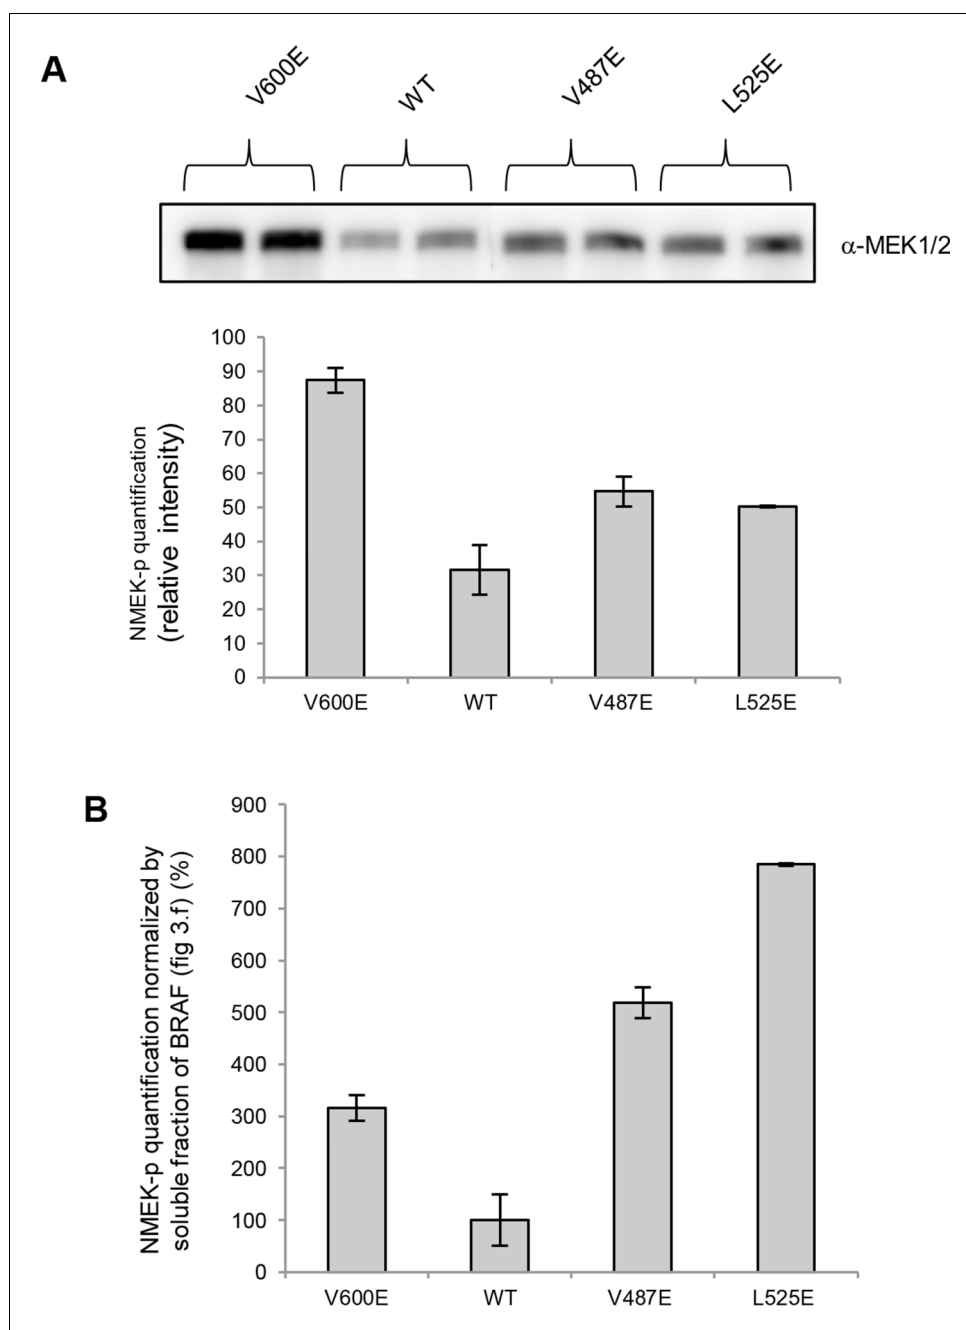 A
V600E
WT
V487E
L525E
α-MEK1/2
NMEK-p quantification
(relative intensity)
100
90
80
70
60
50
40
30
20
10
0
V600E
WT
V487E
L525E
B
NMEK-p quantification normalized by
soluble fraction of BRAF (fig 3.f) (%)
900
800
700
600
500
400
300
200
100
0
V600E
WT
V487E
L525E